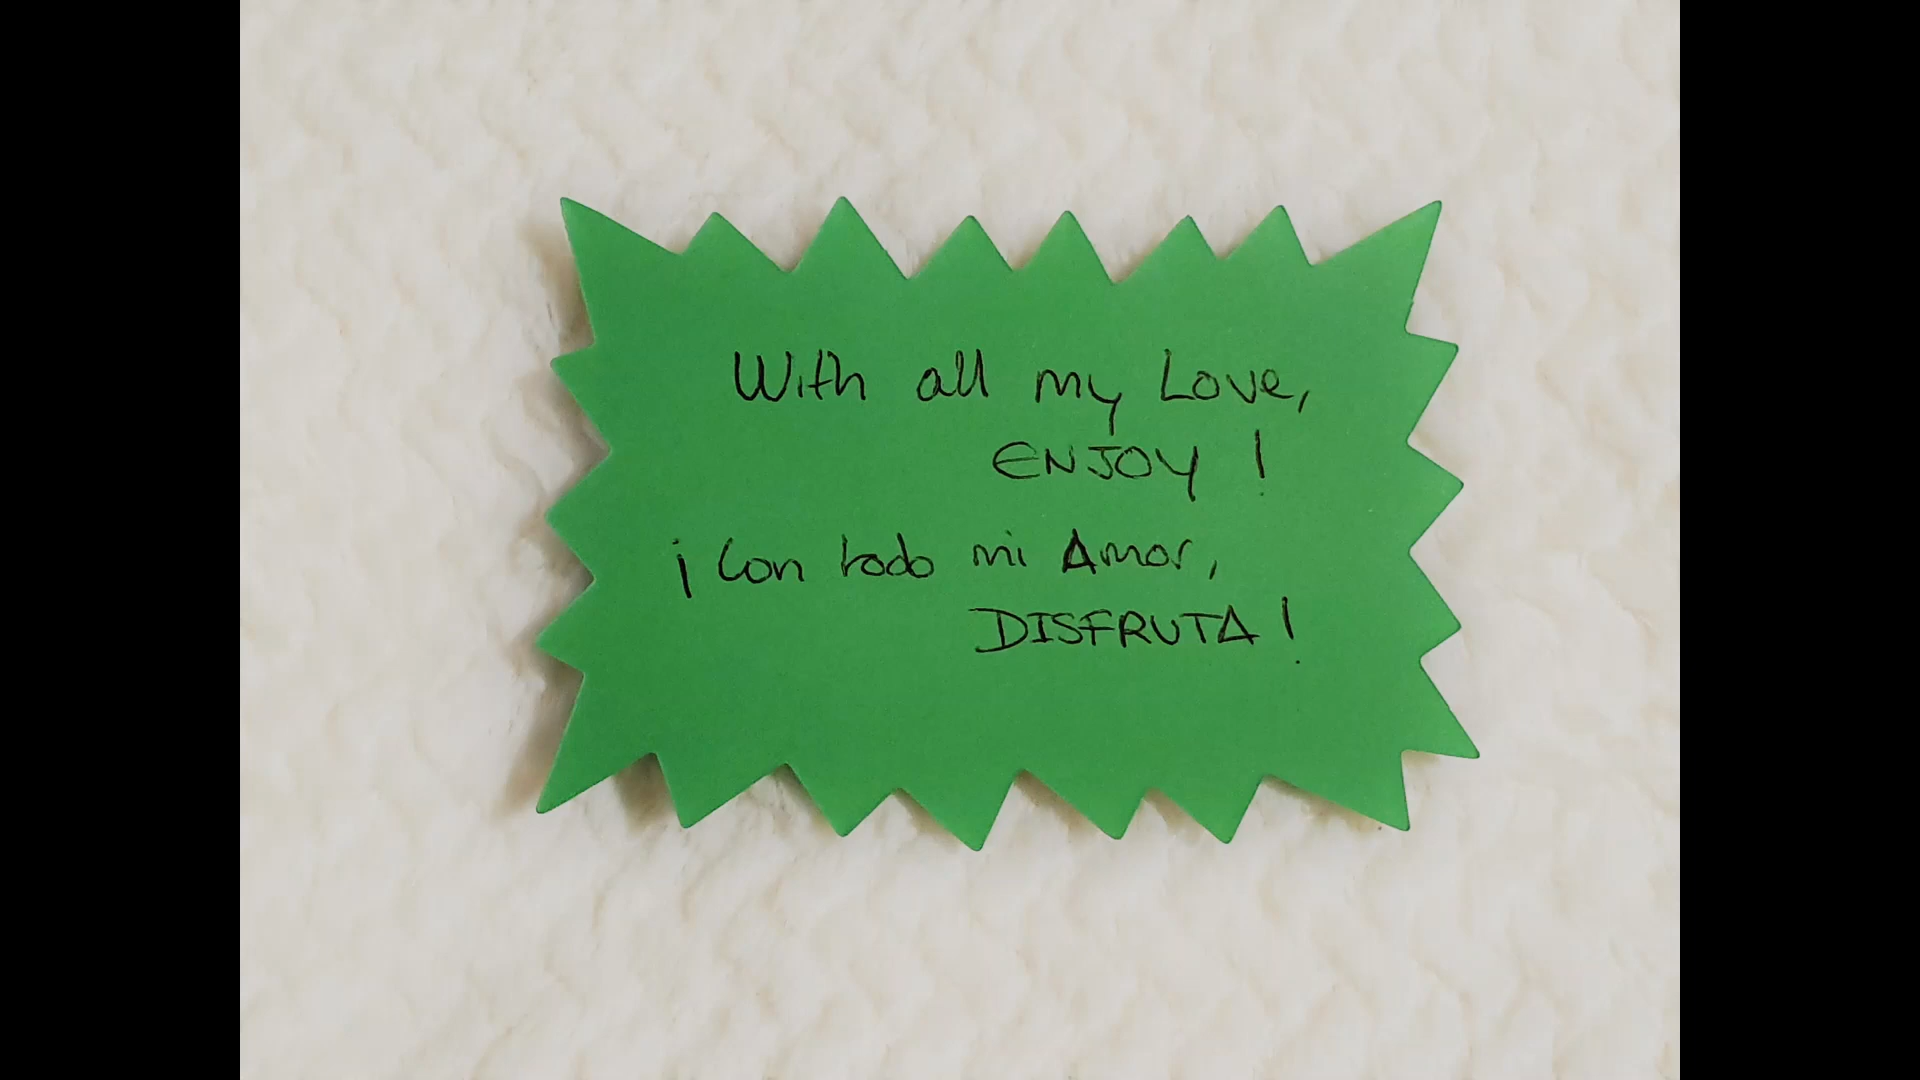 With all my Love,
ENJOY !
¡ Con todo mi Amor,
DISFRUTA !